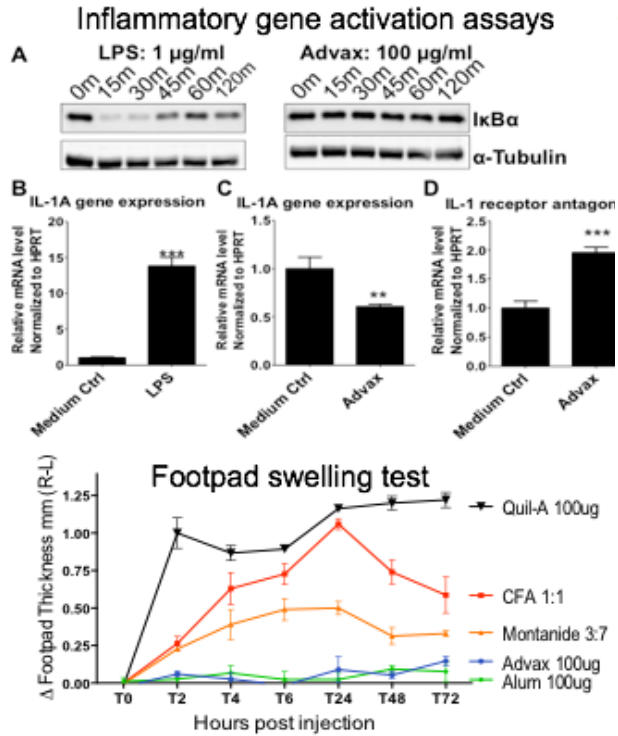 Inflammatory gene activation assays
A
LPS: 1 µg/ml
Advax: 100 µg/ml
0m 15m 30m 45m 60m 120m
0m 15m 30m 45m 60m 120m
IκBα
α-Tubulin
B
IL-1A gene expression
Relative mRNA level
Normalized to HPRT
20
15
10
5
0
***
Medium Ctrl
LPS
C
IL-1A gene expression
Relative mRNA level
Normalized to HPRT
1.5
1.0
0.5
0.0
**
Medium Ctrl
Advax
D
IL-1 receptor antagon
Relative mRNA level
Normalized to HPRT
2.5
2.0
1.5
1.0
0.5
0.0
***
Medium Ctrl
Advax
Footpad swelling test
Δ Footpad Thickness mm (R-L)
1.25
1.00
0.75
0.50
0.25
0.00
T0 T2 T4 T6 T24 T48 T72
Hours post injection
Quil-A 100ug
CFA 1:1
Montanide 3:7
Advax 100ug
Alum 100ug